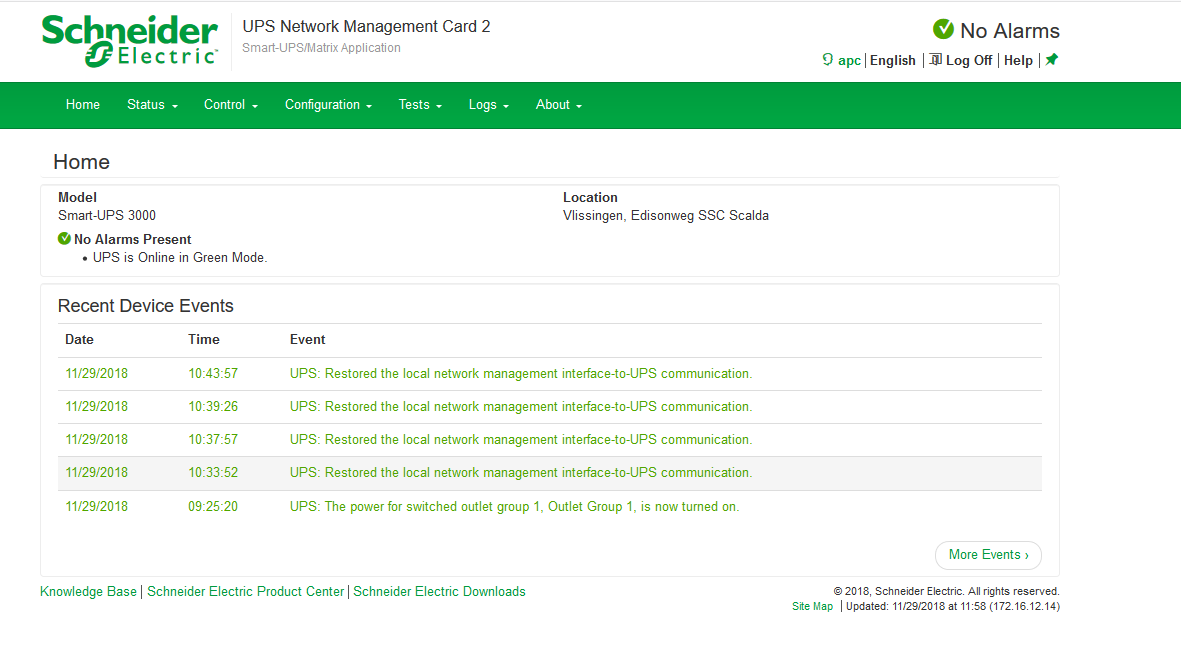 Schneider Electric
UPS Network Management Card 2
Smart-UPS/Matrix Application
No Alarms
apc | English | Log Off | Help |
Home Status Control Configuration Tests Logs About
Home
Model Location
Smart-UPS 3000 Vlissingen, Edisonweg SSC Scalda
No Alarms Present
• UPS is Online in Green Mode.
Recent Device Events
Date Time Event
11/29/2018 10:43:57 UPS: Restored the local network management interface-to-UPS communication.
11/29/2018 10:39:26 UPS: Restored the local network management interface-to-UPS communication.
11/29/2018 10:37:57 UPS: Restored the local network management interface-to-UPS communication.
11/29/2018 10:33:52 UPS: Restored the local network management interface-to-UPS communication.
11/29/2018 09:25:20 UPS: The power for switched outlet group 1, Outlet Group 1, is now turned on.
More Events ›
Knowledge Base | Schneider Electric Product Center | Schneider Electric Downloads
© 2018, Schneider Electric. All rights reserved.
Site Map | Updated: 11/29/2018 at 11:58 (172.16.12.14)